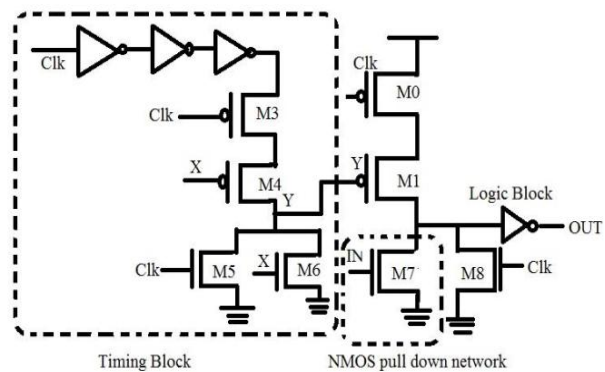 Clk
Clk
M3
M0
Clk
X
M4
Y
Y
M1
Logic Block
OUT
Clk
M5
X
M6
IN
M7
M8
Clk
Timing Block
NMOS pull down network